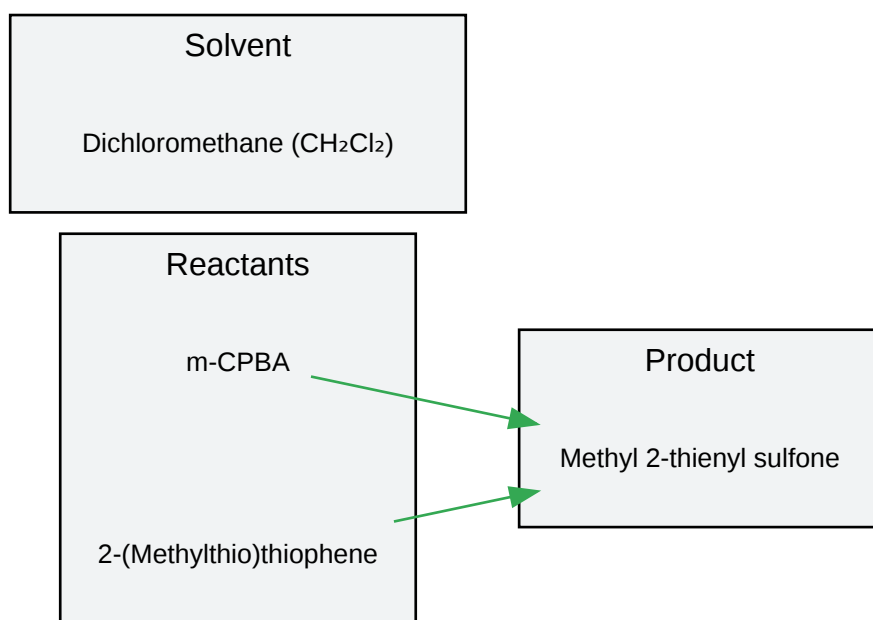 Solvent
Dichloromethane (CH₂Cl₂)
Reactants
m-CPBA
2-(Methylthio)thiophene
Product
Methyl 2-thienyl sulfone